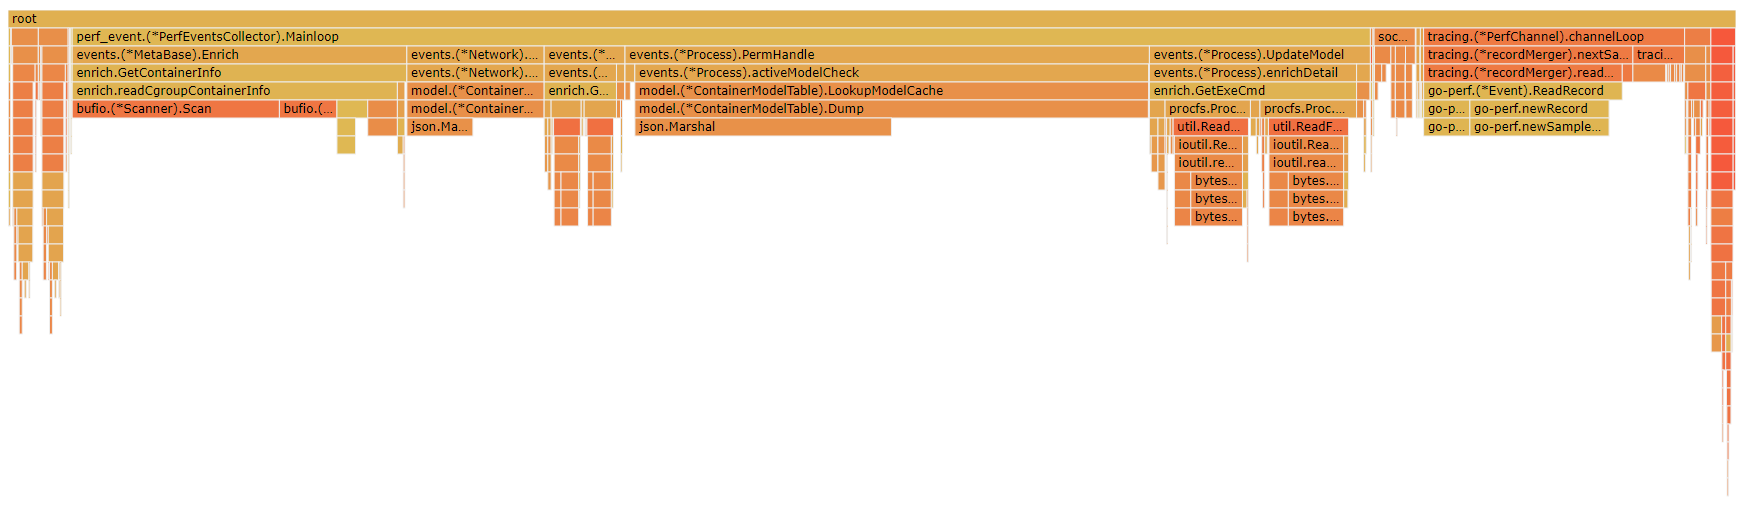 root
perf_event.(*PerfEventsCollector).Mainloop soc... tracing.(*PerfChannel).channelLoop
events.(*MetaBase).Enrich events.(*Network).... events.(*... events.(*Process).PermHandle events.(*Process).UpdateModel tracing.(*recordMerger).nextSa... traci...
enrich.GetContainerInfo events.(*Network).... events.(... events.(*Process).activeModelCheck events.(*Process).enrichDetail tracing.(*recordMerger).read...
enrich.readCgroupContainerInfo model.(*Container... enrich.G... model.(*ContainerModelTable).LookupModelCache enrich.GetExeCmd go-perf.(*Event).ReadRecord
bufio.(*Scanner).Scan bufio.(... model.(*Container... model.(*ContainerModelTable).Dump procfs.Proc... procfs.Proc.... go-p... go-perf.newRecord
json.Ma... json.Marshal util.Read... util.ReadF... go-p... go-perf.newSample...
ioutil.Re... ioutil.Rea...
ioutil.re... ioutil.rea...
bytes... bytes....
bytes... bytes....
bytes... bytes....